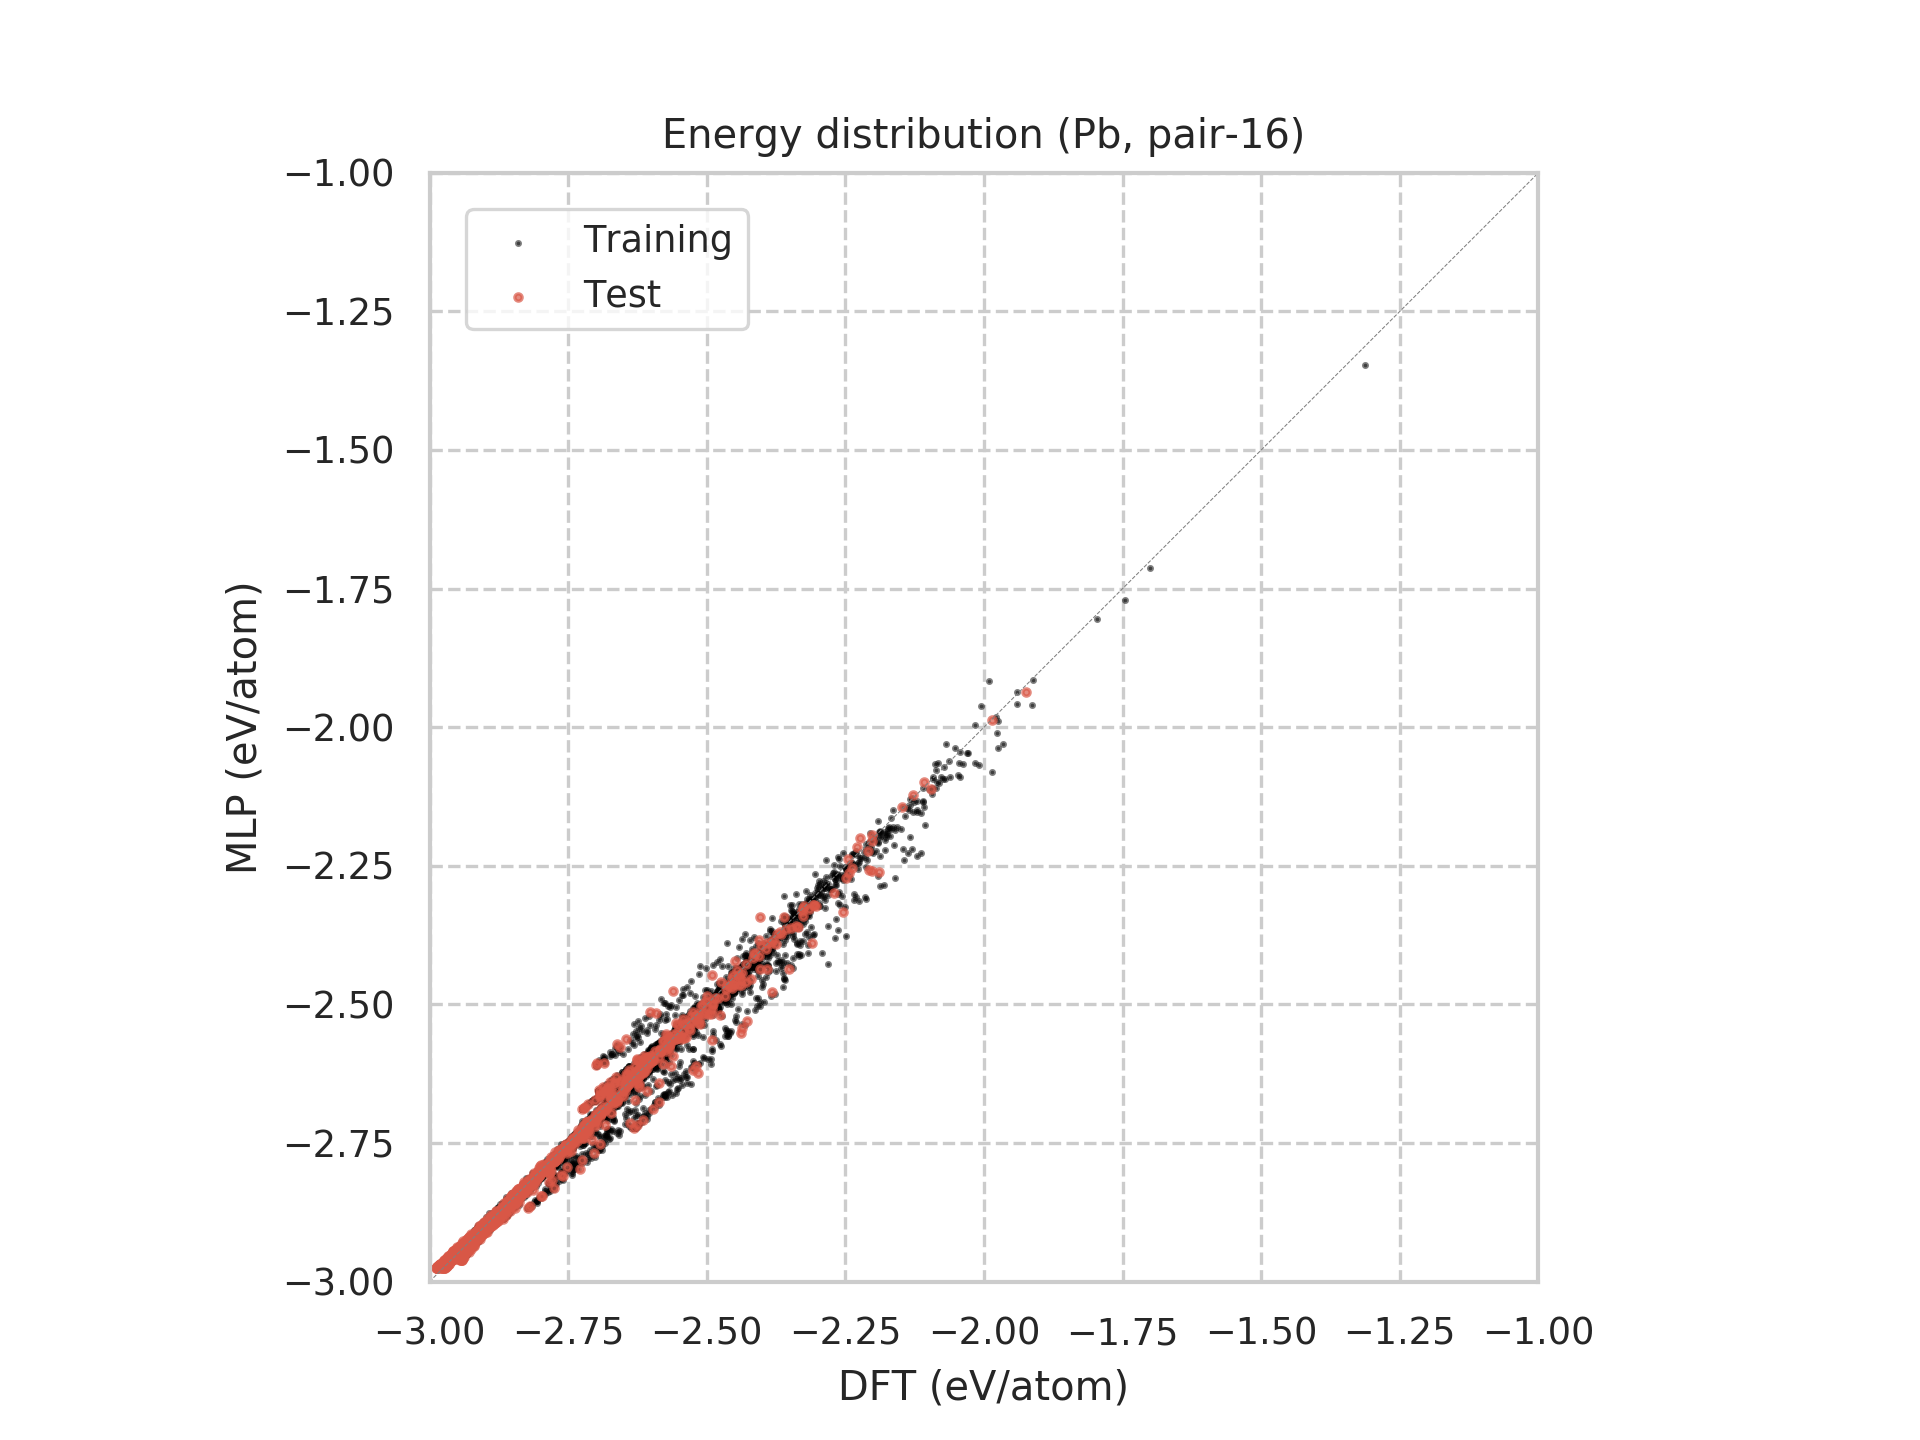 Energy distribution (Pb, pair-16)
Training
Test
−1.00
−1.25
−1.50
−1.75
−2.00
−2.25
−2.50
−2.75
−3.00
MLP (eV/atom)
−3.00 −2.75 −2.50 −2.25 −2.00 −1.75 −1.50 −1.25 −1.00
DFT (eV/atom)